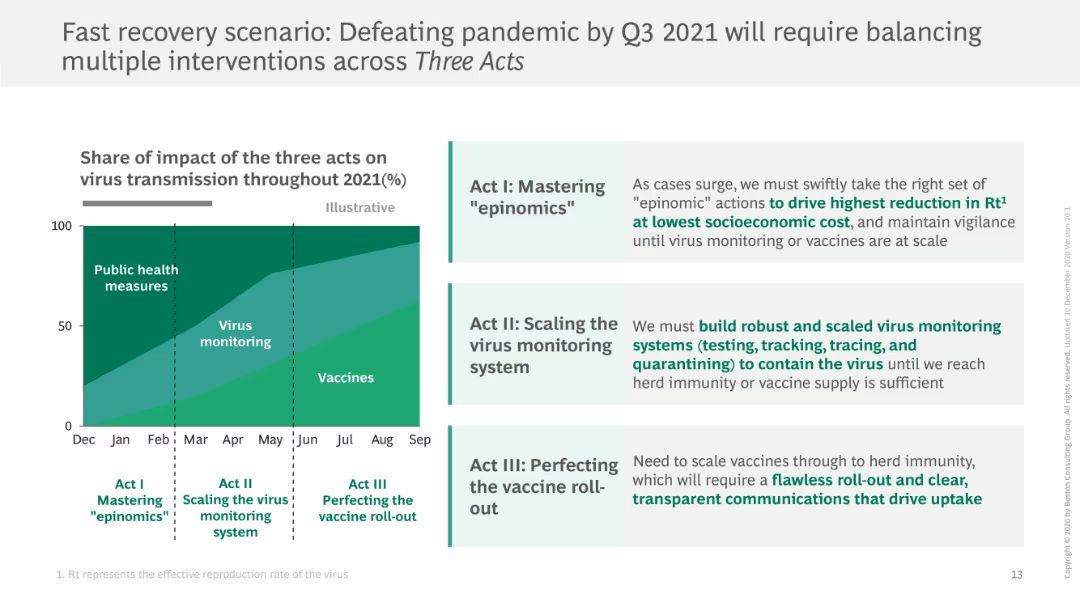 Fast recovery scenario: Defeating pandemic by Q3 2021 will require balancing
multiple interventions across Three Acts
Share of impact of the three acts on
virus transmission throughout 2021(%)
Illustrative
100
50
0
Public health
measures
Virus
monitoring
Vaccines
Dec Jan Feb Mar Apr May Jun Jul Aug Sep
Act I
Mastering
"epinomics"
Act II
Scaling the virus
monitoring
system
Act III
Perfecting the
vaccine roll-out
Act I: Mastering
"epinomics"
As cases surge, we must swiftly take the right set of
"epinomic" actions to drive highest reduction in Rt¹
at lowest socioeconomic cost, and maintain vigilance
until virus monitoring or vaccines are at scale
Act II: Scaling the
virus monitoring
system
We must build robust and scaled virus monitoring
systems (testing, tracking, tracing, and
quarantining) to contain the virus until we reach
herd immunity or vaccine supply is sufficient
Act III: Perfecting
the vaccine roll-
out
Need to scale vaccines through to herd immunity,
which will require a flawless roll-out and clear,
transparent communications that drive uptake
1. Rt represents the effective reproduction rate of the virus
13
Copyright © 2020 by Boston Consulting Group. All rights reserved. Updated 10 December 2020 Version 20.1